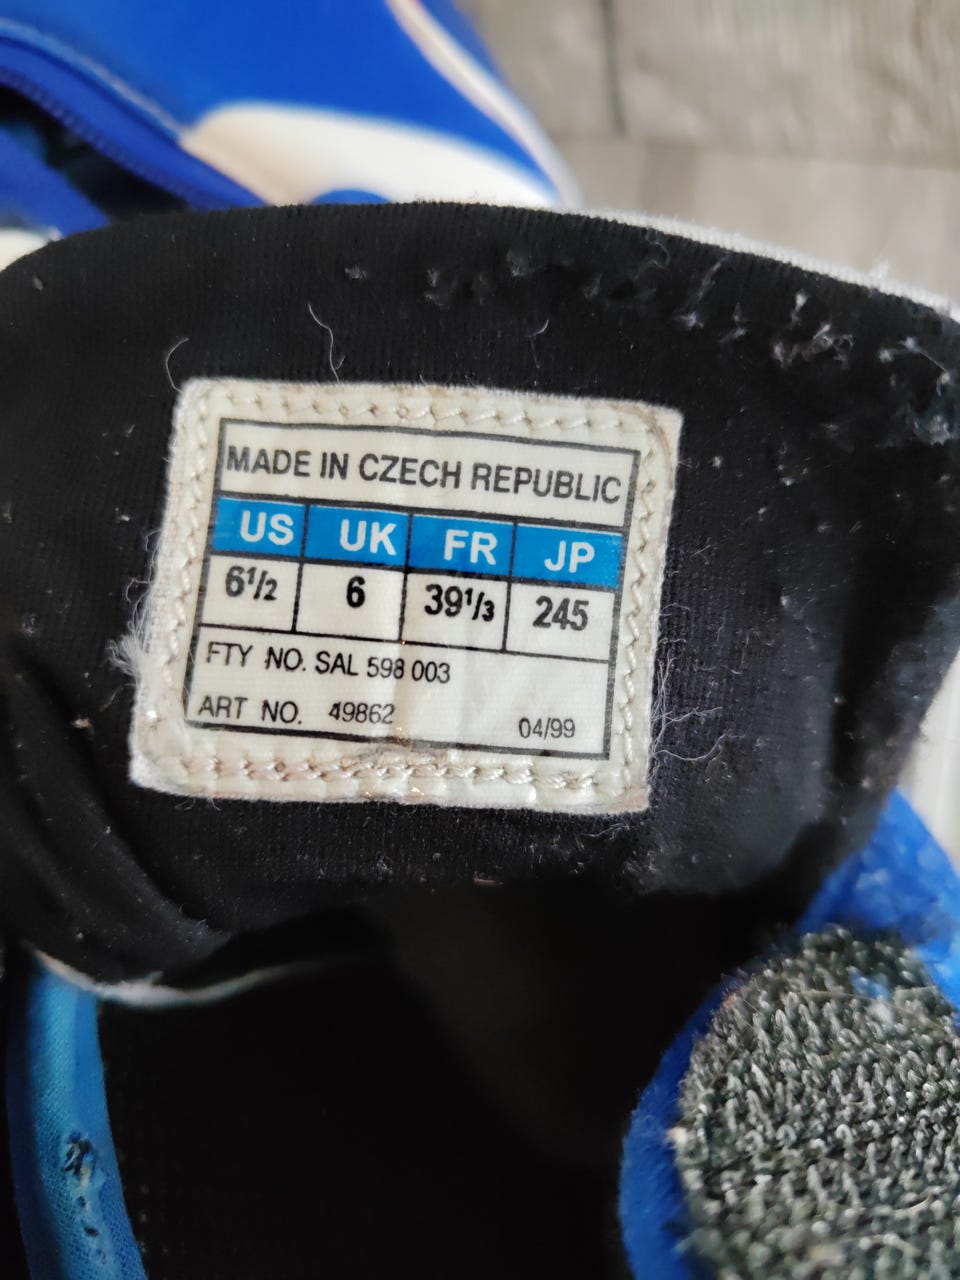 MADE IN CZECH REPUBLIC
US UK FR JP
6½ 6 39⅓ 245
FTY NO. SAL 598 003
ART NO. 49862 04/99